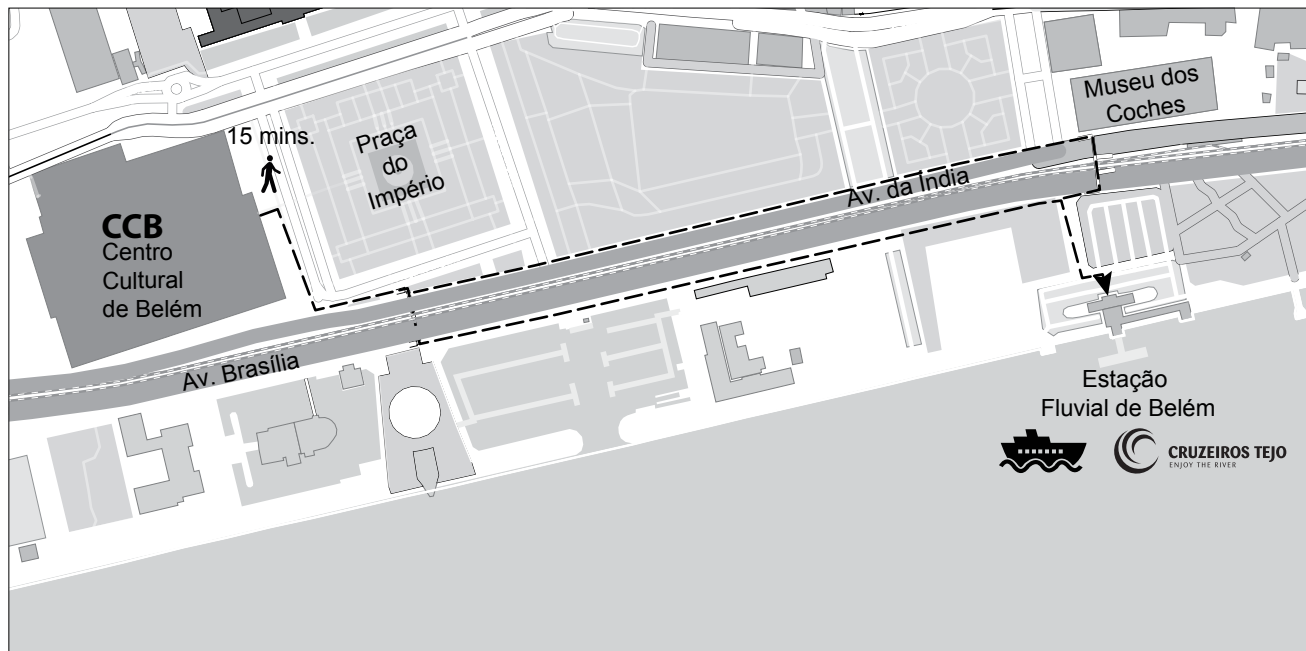 Museu dos
Coches
15 mins.
Praça
do
Império
Av. da Índia
CCB
Centro
Cultural
de Belém
Av. Brasília
Estação
Fluvial de Belém
CRUZEIROS TEJO
ENJOY THE RIVER